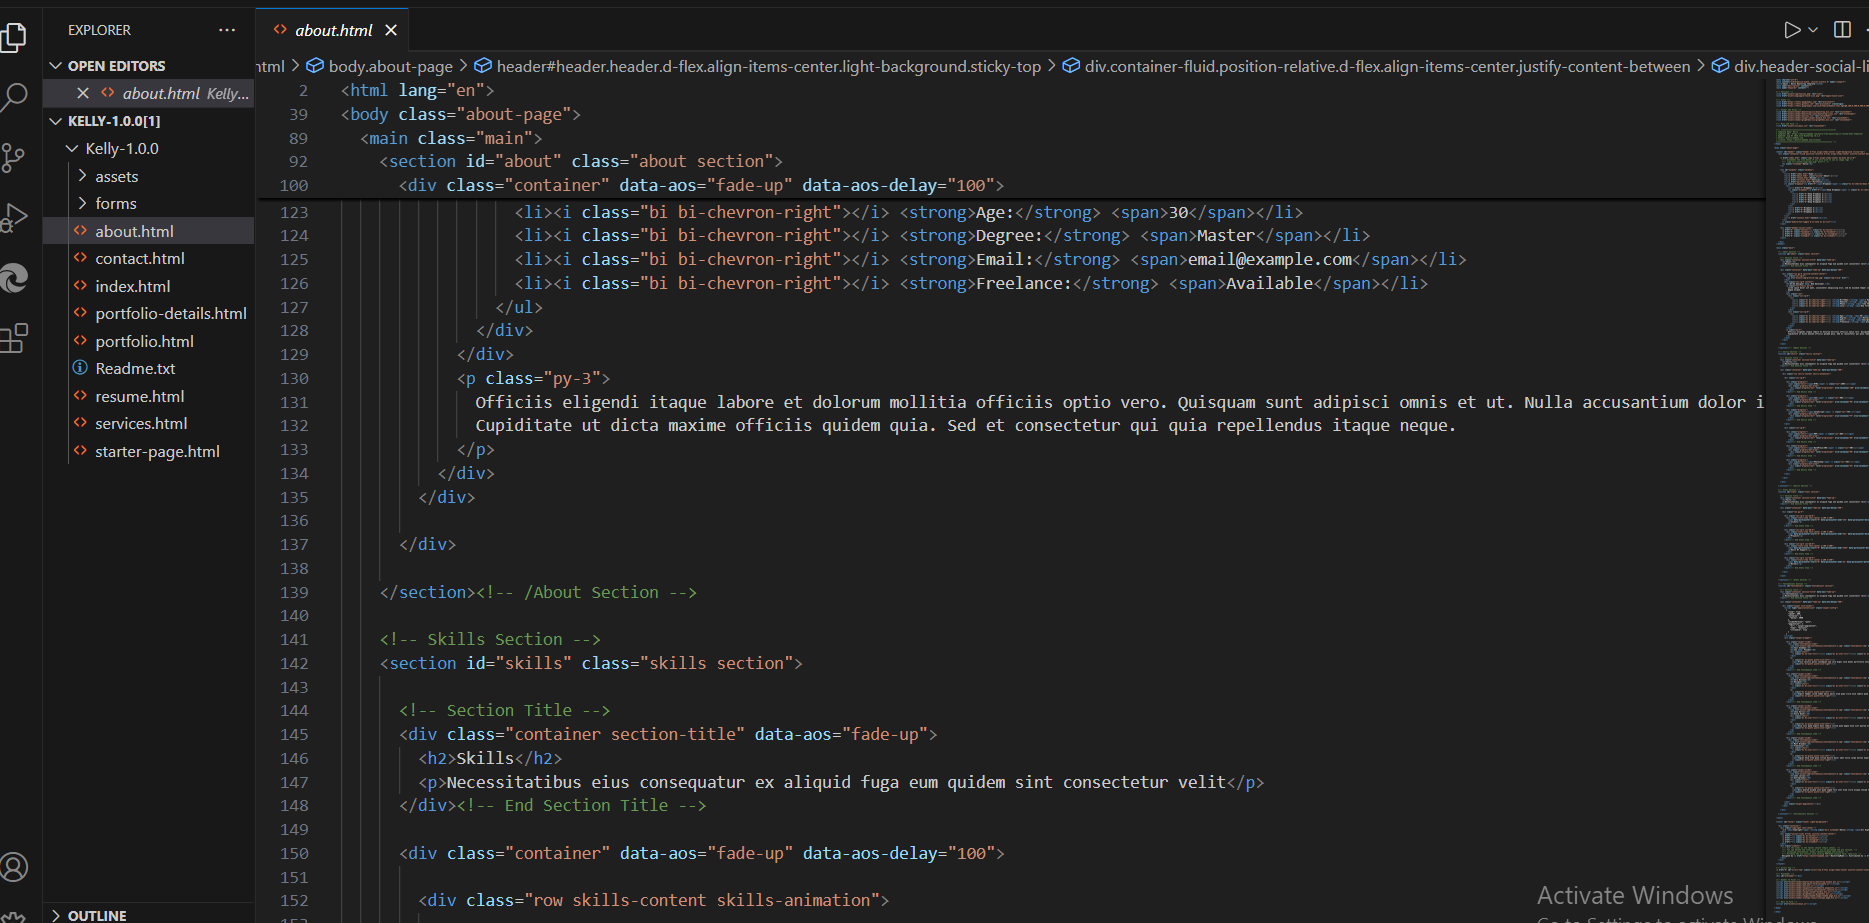 EXPLORER
···
about.html
OPEN EDITORS
about.html Kelly...
KELLY-1.0.0[1]
Kelly-1.0.0
assets
forms
about.html
contact.html
index.html
portfolio-details.html
portfolio.html
Readme.txt
resume.html
services.html
starter-page.html
OUTLINE
html > body.about-page > header#header.header.d-flex.align-items-center.light-background.sticky-top > div.container-fluid.position-relative.d-flex.align-items-center.justify-content-between > div.header-social-li
2 <html lang="en">
39 <body class="about-page">
89 <main class="main">
92 <section id="about" class="about section">
100 <div class="container" data-aos="fade-up" data-aos-delay="100">
123 <li><i class="bi bi-chevron-right"></i> <strong>Age:</strong> <span>30</span></li>
124 <li><i class="bi bi-chevron-right"></i> <strong>Degree:</strong> <span>Master</span></li>
125 <li><i class="bi bi-chevron-right"></i> <strong>Email:</strong> <span>email@example.com</span></li>
126 <li><i class="bi bi-chevron-right"></i> <strong>Freelance:</strong> <span>Available</span></li>
127 </ul>
128 </div>
129 </div>
130 <p class="py-3">
131 Officiis eligendi itaque labore et dolorum mollitia officiis optio vero. Quisquam sunt adipisci omnis et ut. Nulla accusantium dolor i
132 Cupiditate ut dicta maxime officiis quidem quia. Sed et consectetur qui quia repellendus itaque neque.
133 </p>
134 </div>
135 </div>
136
137 </div>
138
139 </section><!-- /About Section -->
140
141 <!-- Skills Section -->
142 <section id="skills" class="skills section">
143
144 <!-- Section Title -->
145 <div class="container section-title" data-aos="fade-up">
146 <h2>Skills</h2>
147 <p>Necessitatibus eius consequatur ex aliquid fuga eum quidem sint consectetur velit</p>
148 </div><!-- End Section Title -->
149
150 <div class="container" data-aos="fade-up" data-aos-delay="100">
151
152 <div class="row skills-content skills-animation">
153
Activate Windows
Go to Settings to activate Windows.